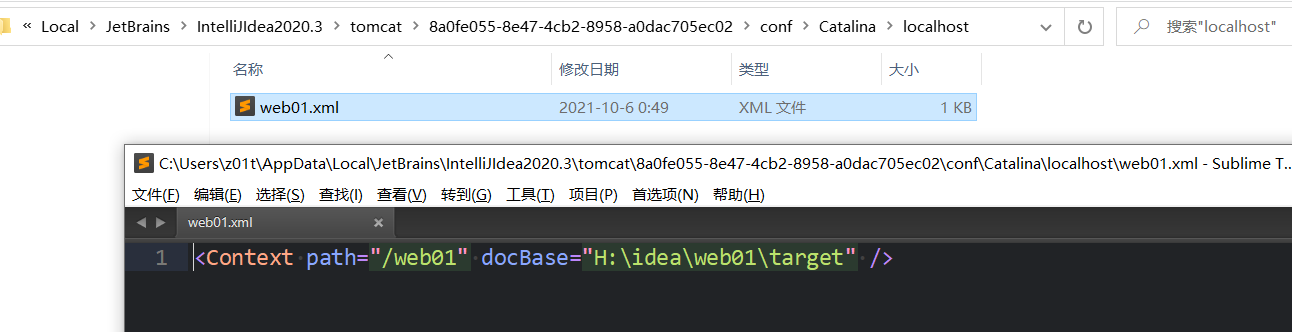 « Local › JetBrains › IntelliJIdea2020.3 › tomcat › 8a0fe055-8e47-4cb2-8958-a0dac705ec02 › conf › Catalina › localhost 搜索"localhost"
名称 修改日期 类型 大小
web01.xml 2021-10-6 0:49 XML 文件 1 KB
C:\Users\z01t\AppData\Local\JetBrains\IntelliJIdea2020.3\tomcat\8a0fe055-8e47-4cb2-8958-a0dac705ec02\conf\Catalina\localhost\web01.xml - Sublime T...
文件(F) 编辑(E) 选择(S) 查找(I) 查看(V) 转到(G) 工具(T) 项目(P) 首选项(N) 帮助(H)
web01.xml
1 <Context path="/web01" docBase="H:\idea\web01\target" />